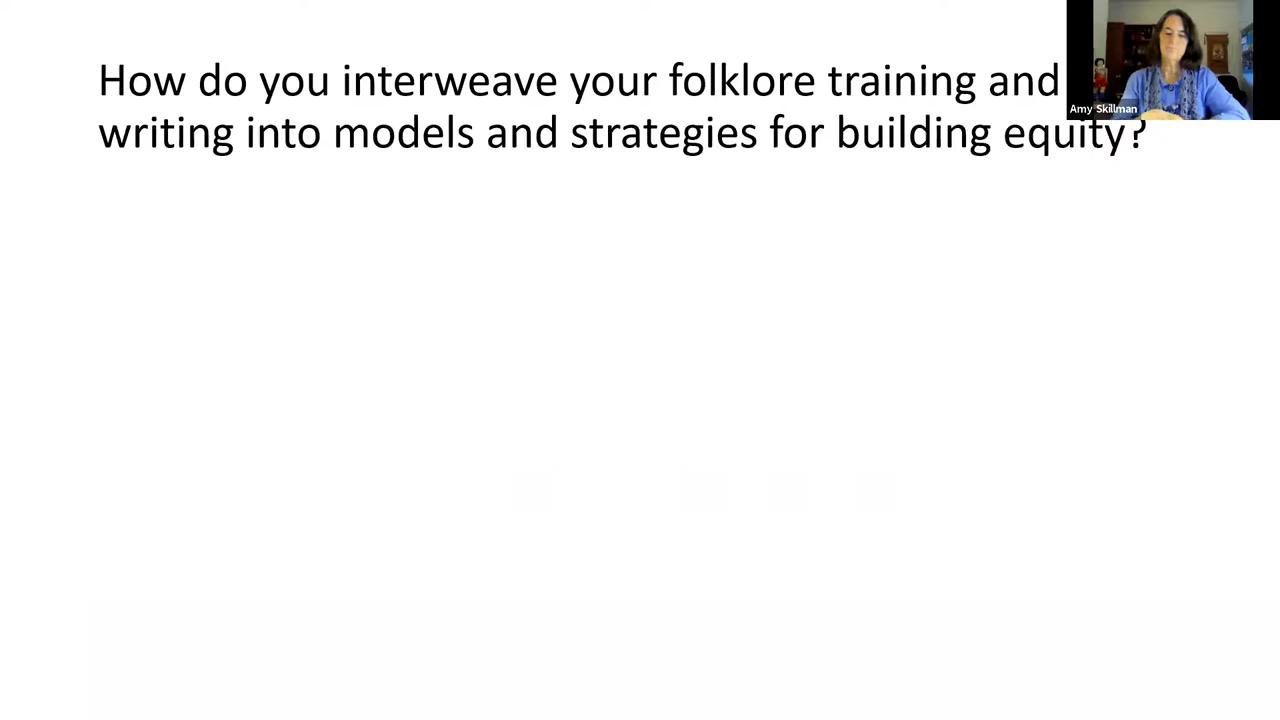 How do you interweave your folklore training and
writing into models and strategies for building equity?
Amy Skillman